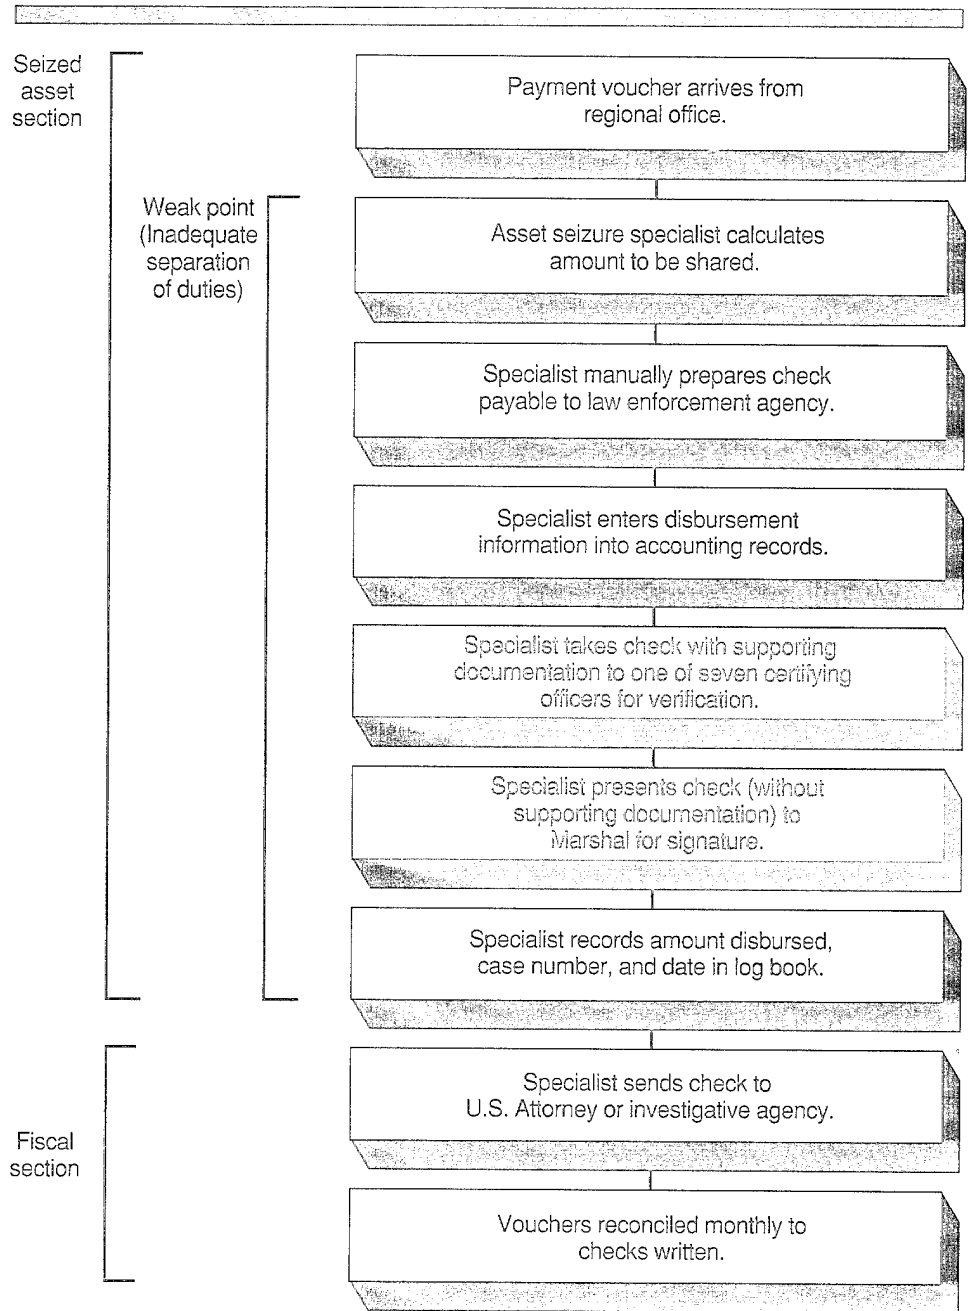 Seized
asset
section
Payment voucher arrives from
regional office.
Weak point
(Inadequate
separation
of duties)
Asset seizure specialist calculates
amount to be shared.
Specialist manually prepares check
payable to law enforcement agency.
Specialist enters disbursement
information into accounting records.
Specialist takes check with supporting
documentation to one of seven certifying
officers for verification.
Specialist presents check (without
supporting documentation) to
Marshal for signature.
Specialist records amount disbursed,
case number, and date in log book.
Fiscal
section
Specialist sends check to
U.S. Attorney or investigative agency.
Vouchers reconciled monthly to
checks written.